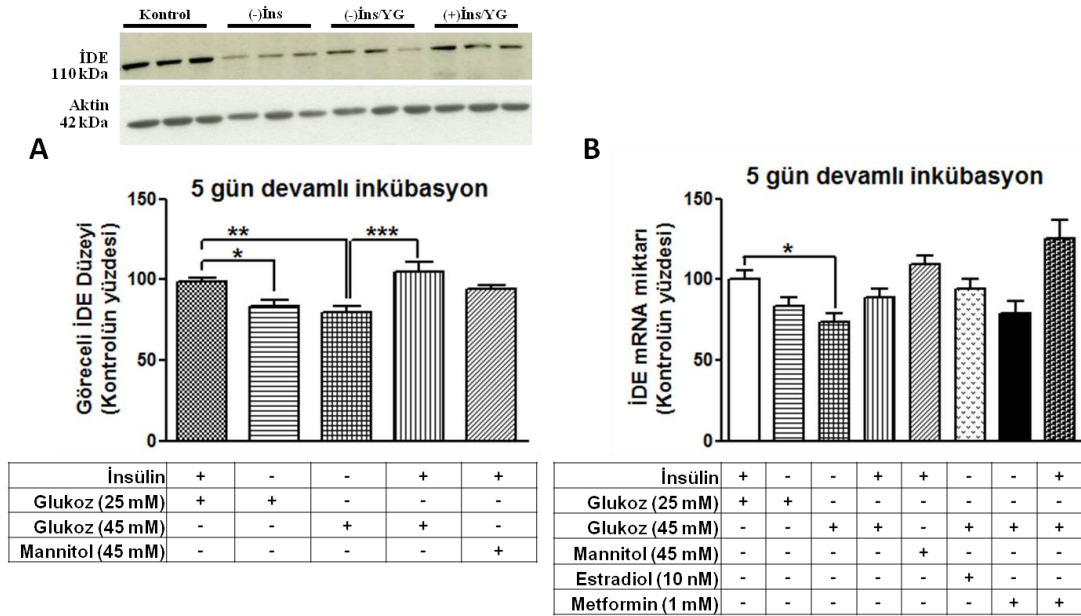 Kontrol (-)İns (-)İns/YG (+)İns/YG
İDE
110 kDa
Aktin
42 kDa
A
5 gün devamlı inkübasyon
Göreceli İDE Düzeyi
(Kontrolün yüzdesi)
150
100
50
0
** ***
*
İnsülin + - - + +
Glukoz (25 mM) + + - - -
Glukoz (45 mM) - - + + -
Mannitol (45 mM) - - - - +
B
5 gün devamlı inkübasyon
İDE mRNA miktarı
(Kontrolün yüzdesi)
150
100
50
0
*
İnsülin + - - + + - - +
Glukoz (25 mM) + + - - - - - -
Glukoz (45 mM) - - + + - + + +
Mannitol (45 mM) - - - - + - - -
Estradiol (10 nM) - - - - - + - -
Metformin (1 mM) - - - - - - + +